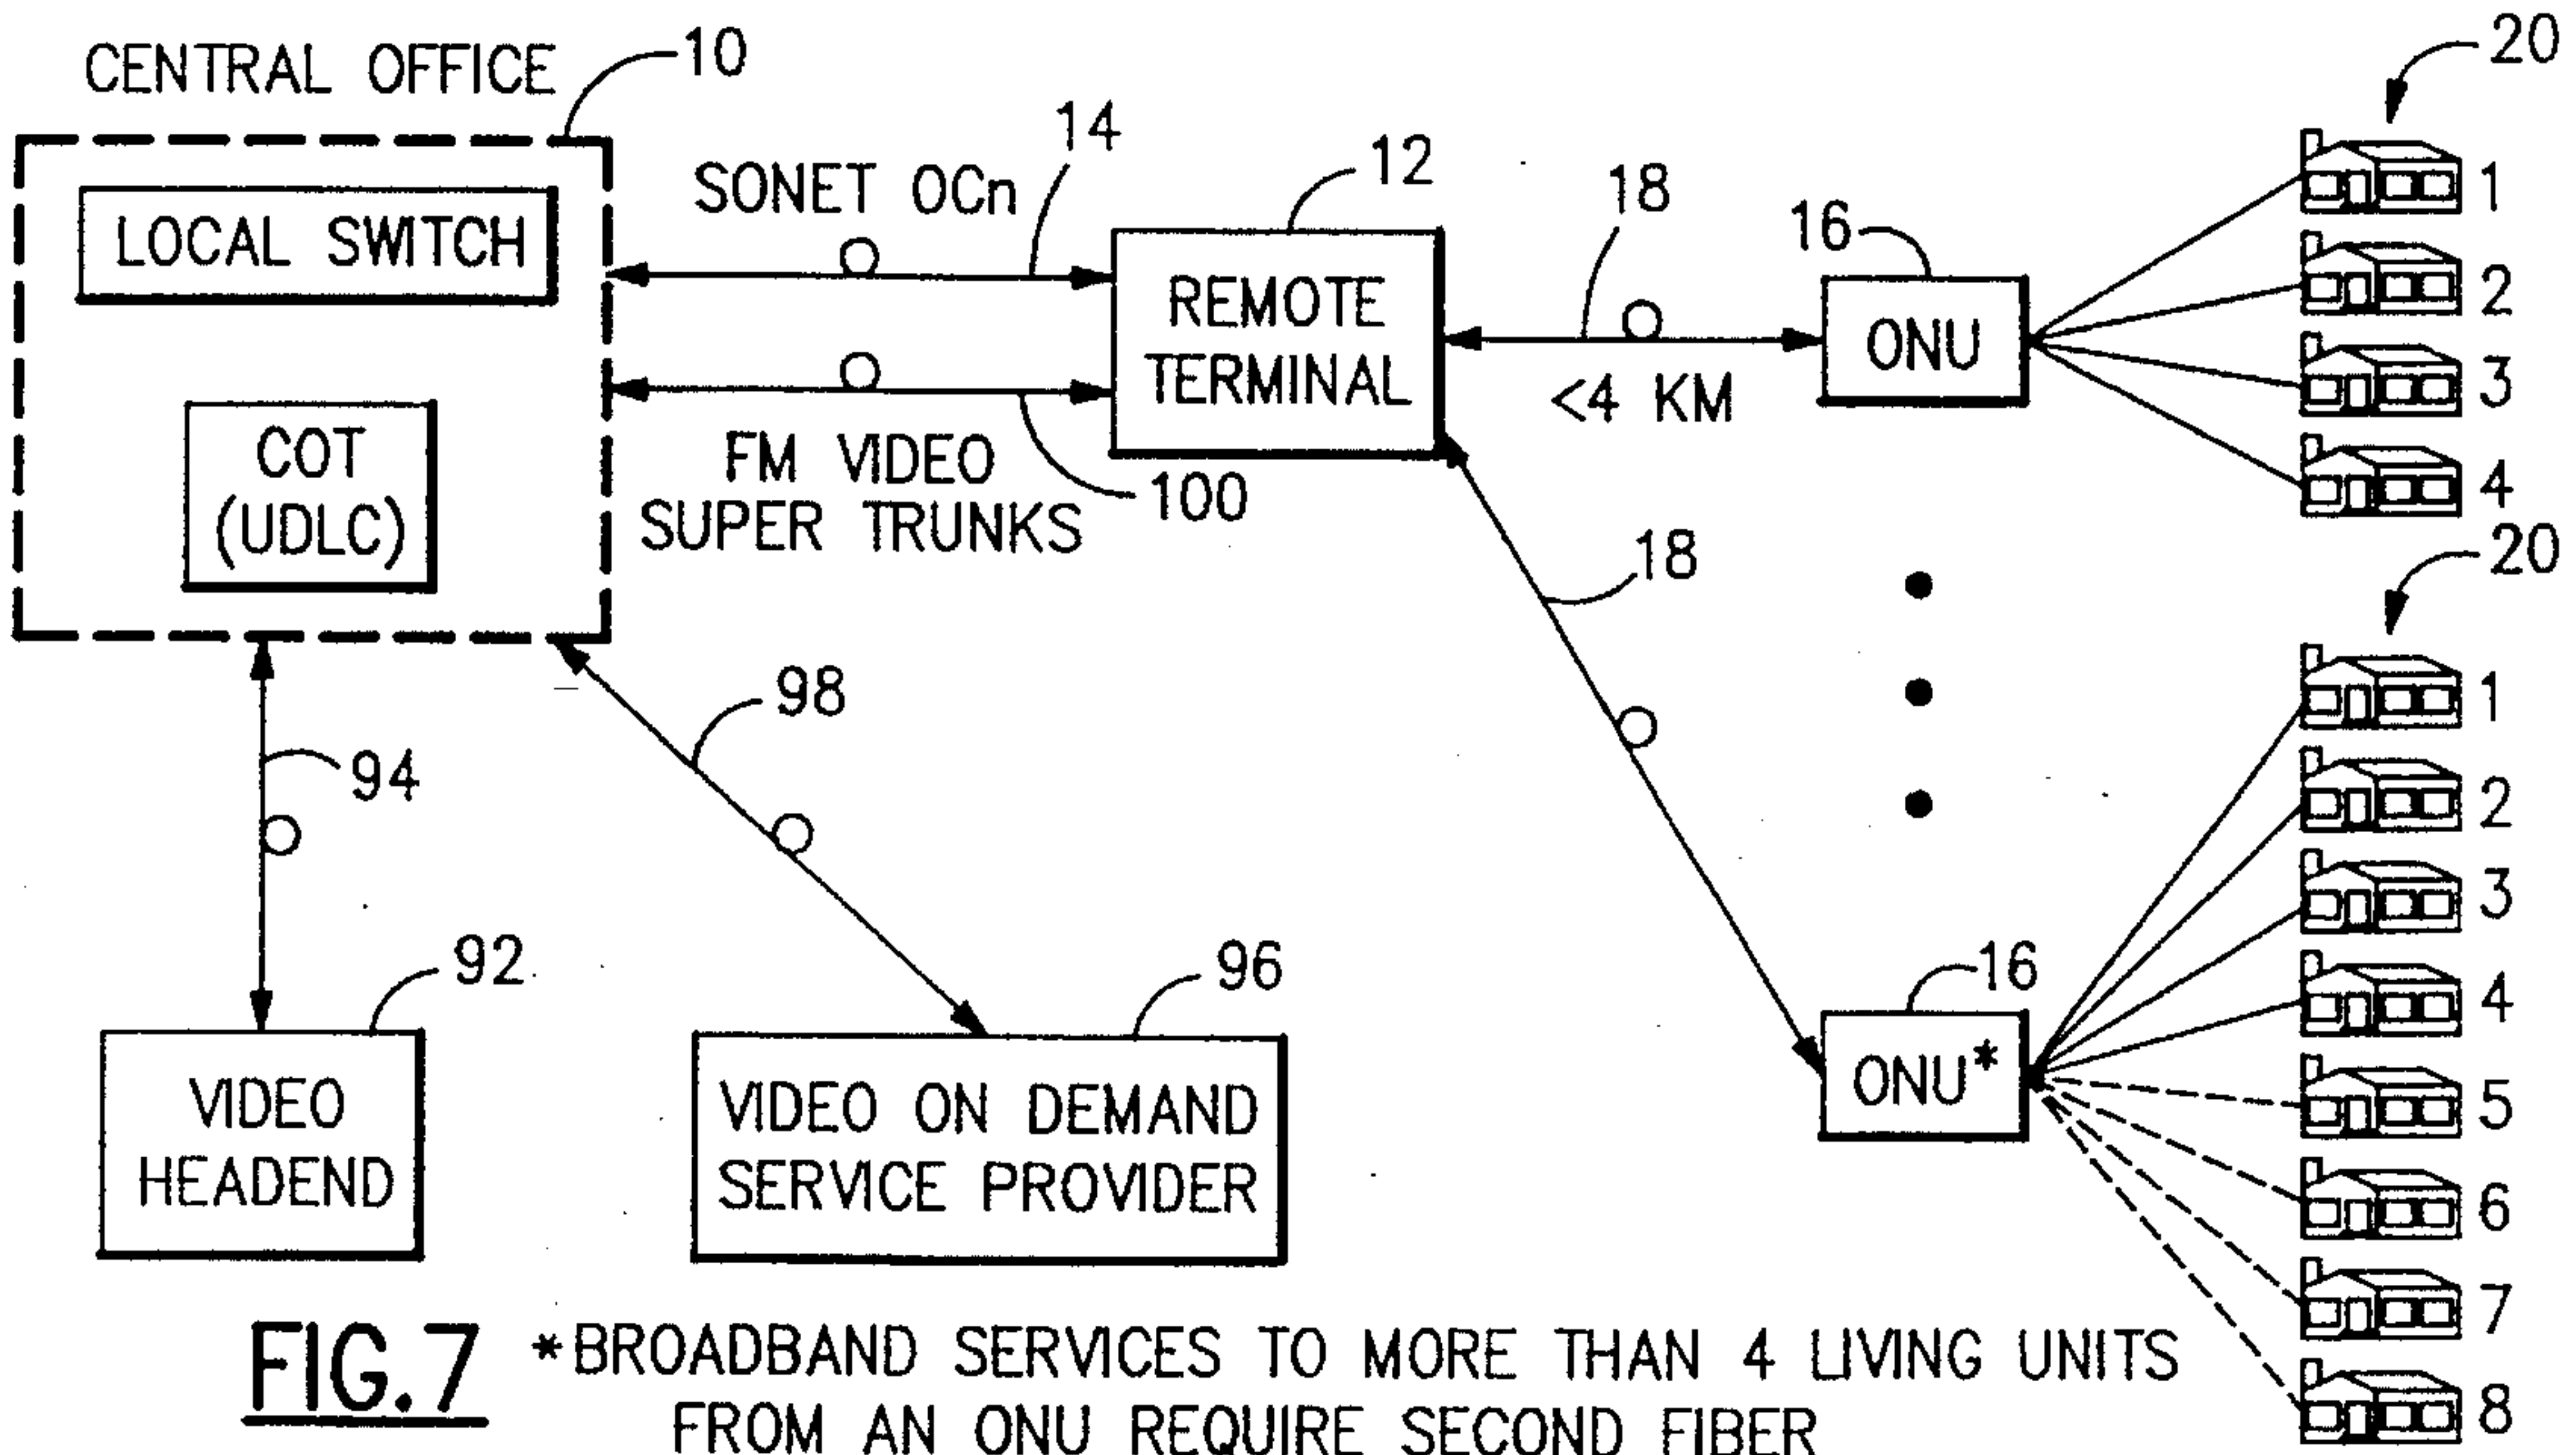 CENTRAL OFFICE
10
LOCAL SWITCH
COT
(UDLC)
SONET OCn
14
FM VIDEO
SUPER TRUNKS
100
12
REMOTE
TERMINAL
18
<4 KM
18
16
ONU
20
1
2
3
4
20
1
2
3
4
5
6
7
8
16
ONU*
94
98
92
VIDEO
HEADEND
96
VIDEO ON DEMAND
SERVICE PROVIDER
FIG.7
*BROADBAND SERVICES TO MORE THAN 4 LIVING UNITS
FROM AN ONU REQUIRE SECOND FIBER